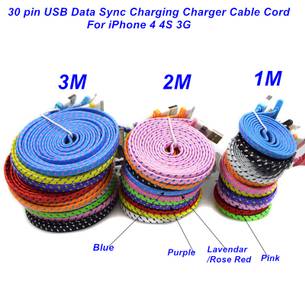 30 pin USB Data Sync Charging Charger Cable Cord
For iPhone 4 4S 3G
3M
2M
1M
Blue
Purple
Lavendar
/Rose Red
Pink